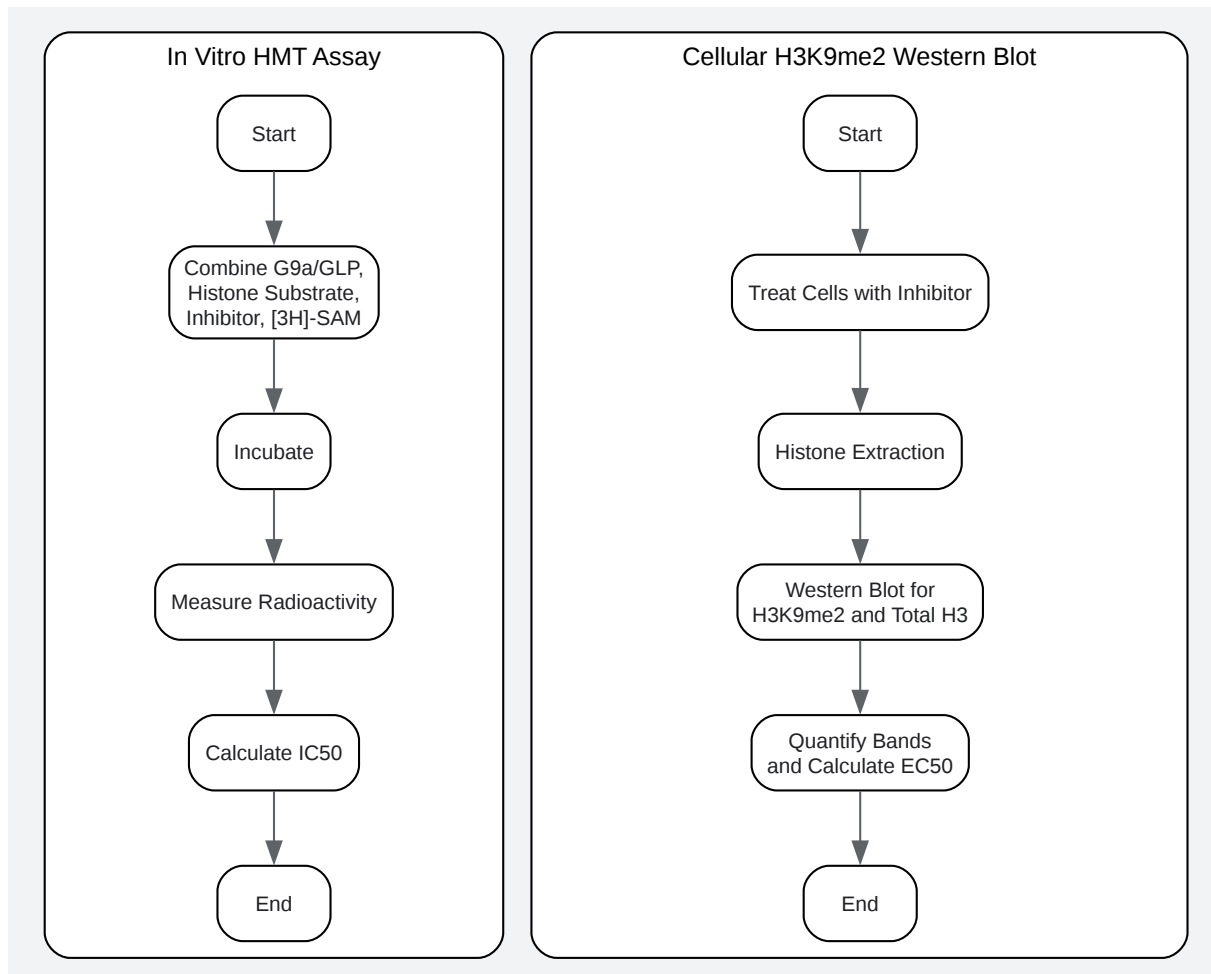 In Vitro HMT Assay
Start
Combine G9a/GLP,
Histone Substrate,
Inhibitor, [3H]-SAM
Incubate
Measure Radioactivity
Calculate IC50
End
Cellular H3K9me2 Western Blot
Start
Treat Cells with Inhibitor
Histone Extraction
Western Blot for
H3K9me2 and Total H3
Quantify Bands
and Calculate EC50
End